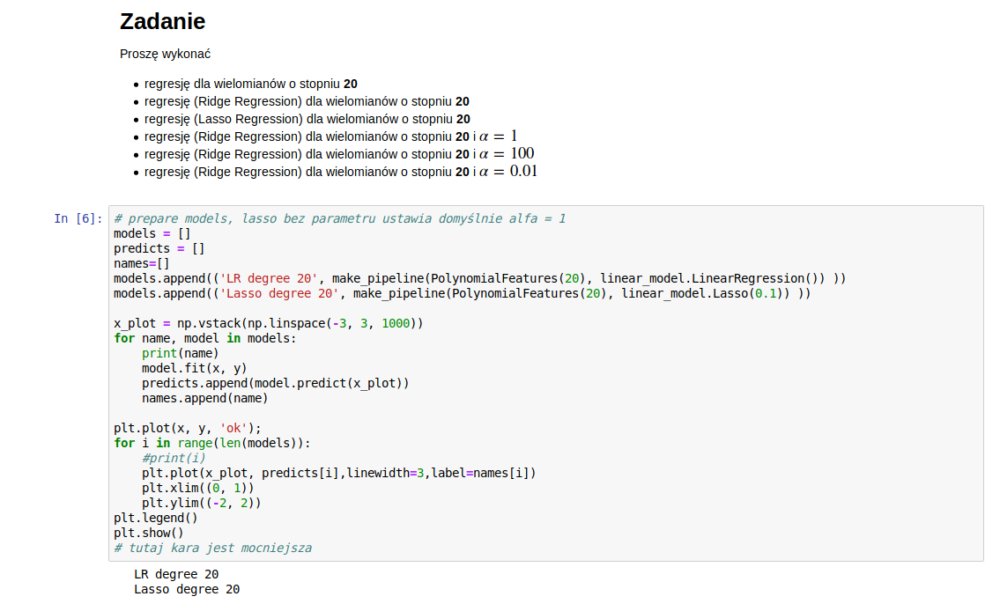 Zadanie
Proszę wykonać
• regresję dla wielomianów o stopniu 20
• regresję (Ridge Regression) dla wielomianów o stopniu 20
• regresję (Lasso Regression) dla wielomianów o stopniu 20
• regresję (Ridge Regression) dla wielomianów o stopniu 20 i α = 1
• regresję (Ridge Regression) dla wielomianów o stopniu 20 i α = 100
• regresję (Ridge Regression) dla wielomianów o stopniu 20 i α = 0.01
In [6]: # prepare models, lasso bez parametru ustawia domyślnie alfa = 1
models = []
predicts = []
names=[]
models.append(('LR degree 20', make_pipeline(PolynomialFeatures(20), linear_model.LinearRegression()) ))
models.append(('Lasso degree 20', make_pipeline(PolynomialFeatures(20), linear_model.Lasso(0.1)) ))

x_plot = np.vstack(np.linspace(-3, 3, 1000))
for name, model in models:
    print(name)
    model.fit(x, y)
    predicts.append(model.predict(x_plot))
    names.append(name)

plt.plot(x, y, 'ok');
for i in range(len(models)):
    #print(i)
    plt.plot(x_plot, predicts[i],linewidth=3,label=names[i])
    plt.xlim((0, 1))
    plt.ylim((-2, 2))
plt.legend()
plt.show()
# tutaj kara jest mocniejsza
LR degree 20
Lasso degree 20